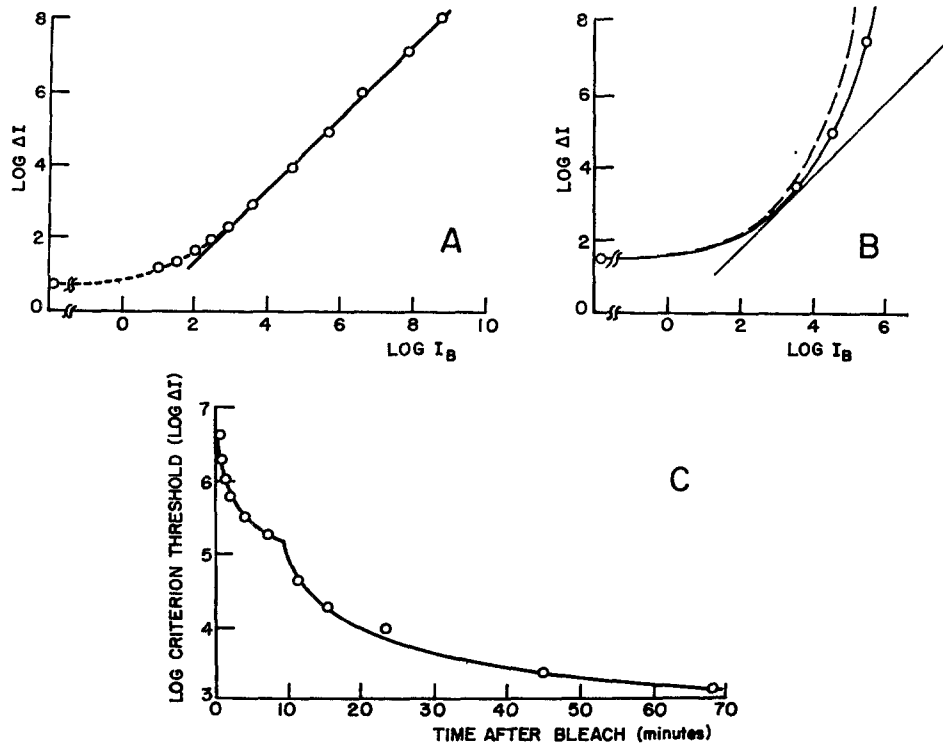 8
6
4
2
0
LOG ΔI
0 2 4 6 8 10
LOG I_B
A
8
6
4
2
0
LOG ΔI
0 2 4 6
LOG I_B
B
7
6
5
4
3
LOG CRITERION THRESHOLD (LOG ΔI)
0 10 20 30 40 50 60 70
TIME AFTER BLEACH (minutes)
C